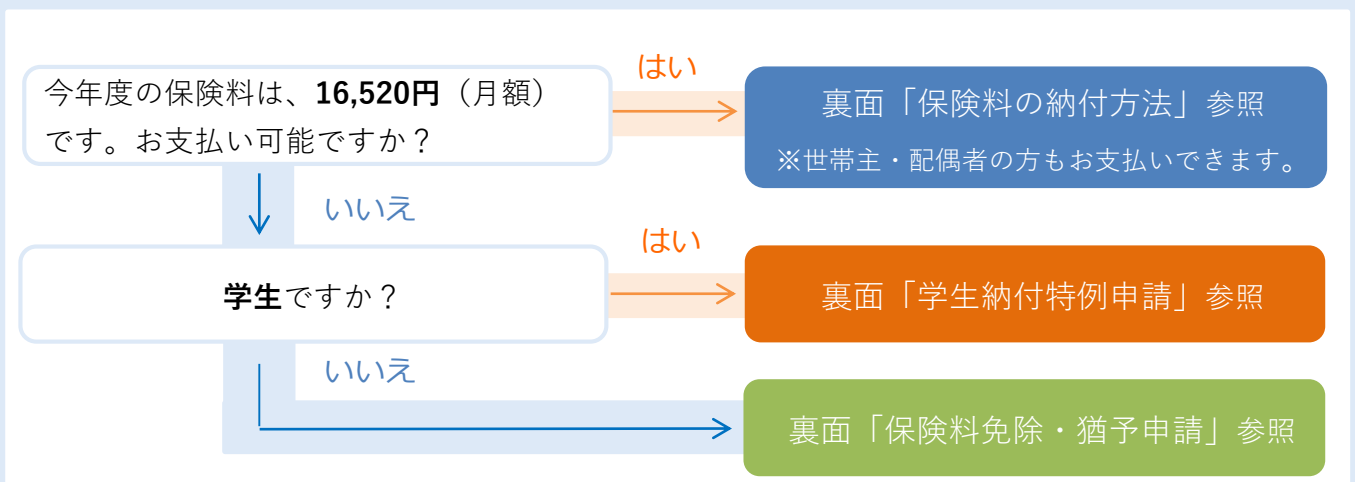 はい
今年度の保険料は、16,520円（月額）
です。お支払い可能ですか？
裏面「保険料の納付方法」参照
※世帯主・配偶者の方もお支払いできます。
いいえ
はい
学生ですか？
裏面「学生納付特例申請」参照
いいえ
裏面「保険料免除・猶予申請」参照